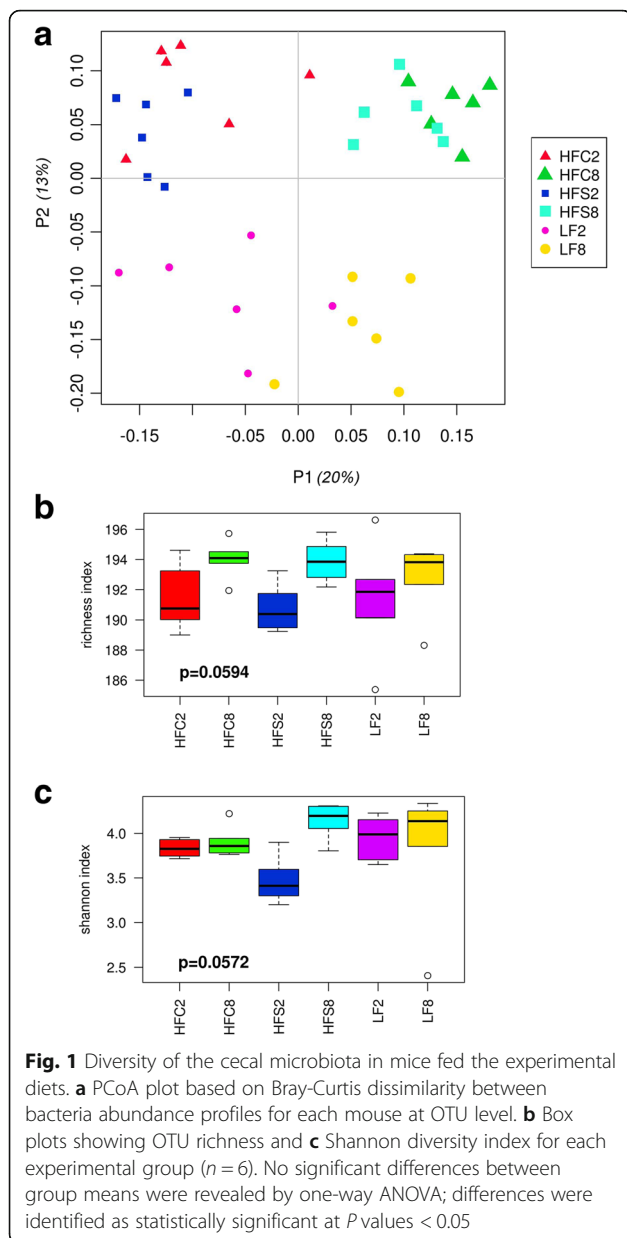 a
0.10
0.05
0.00
-0.05
-0.10
-0.15
-0.20
P2 (13%)
-0.15
-0.05
0.00
0.05
0.10
0.15
P1 (20%)
HFC2
HFC8
HFS2
HFS8
LF2
LF8
b
196
194
192
190
188
186
richness index
p=0.0594
HFC2
HFC8
HFS2
HFS8
LF2
LF8
c
4.0
3.5
3.0
2.5
shannon index
p=0.0572
HFC2
HFC8
HFS2
HFS8
LF2
LF8
Fig. 1 Diversity of the cecal microbiota in mice fed the experimental
diets. a PCoA plot based on Bray-Curtis dissimilarity between
bacteria abundance profiles for each mouse at OTU level. b Box
plots showing OTU richness and c Shannon diversity index for each
experimental group (n = 6). No significant differences between
group means were revealed by one-way ANOVA; differences were
identified as statistically significant at P values < 0.05